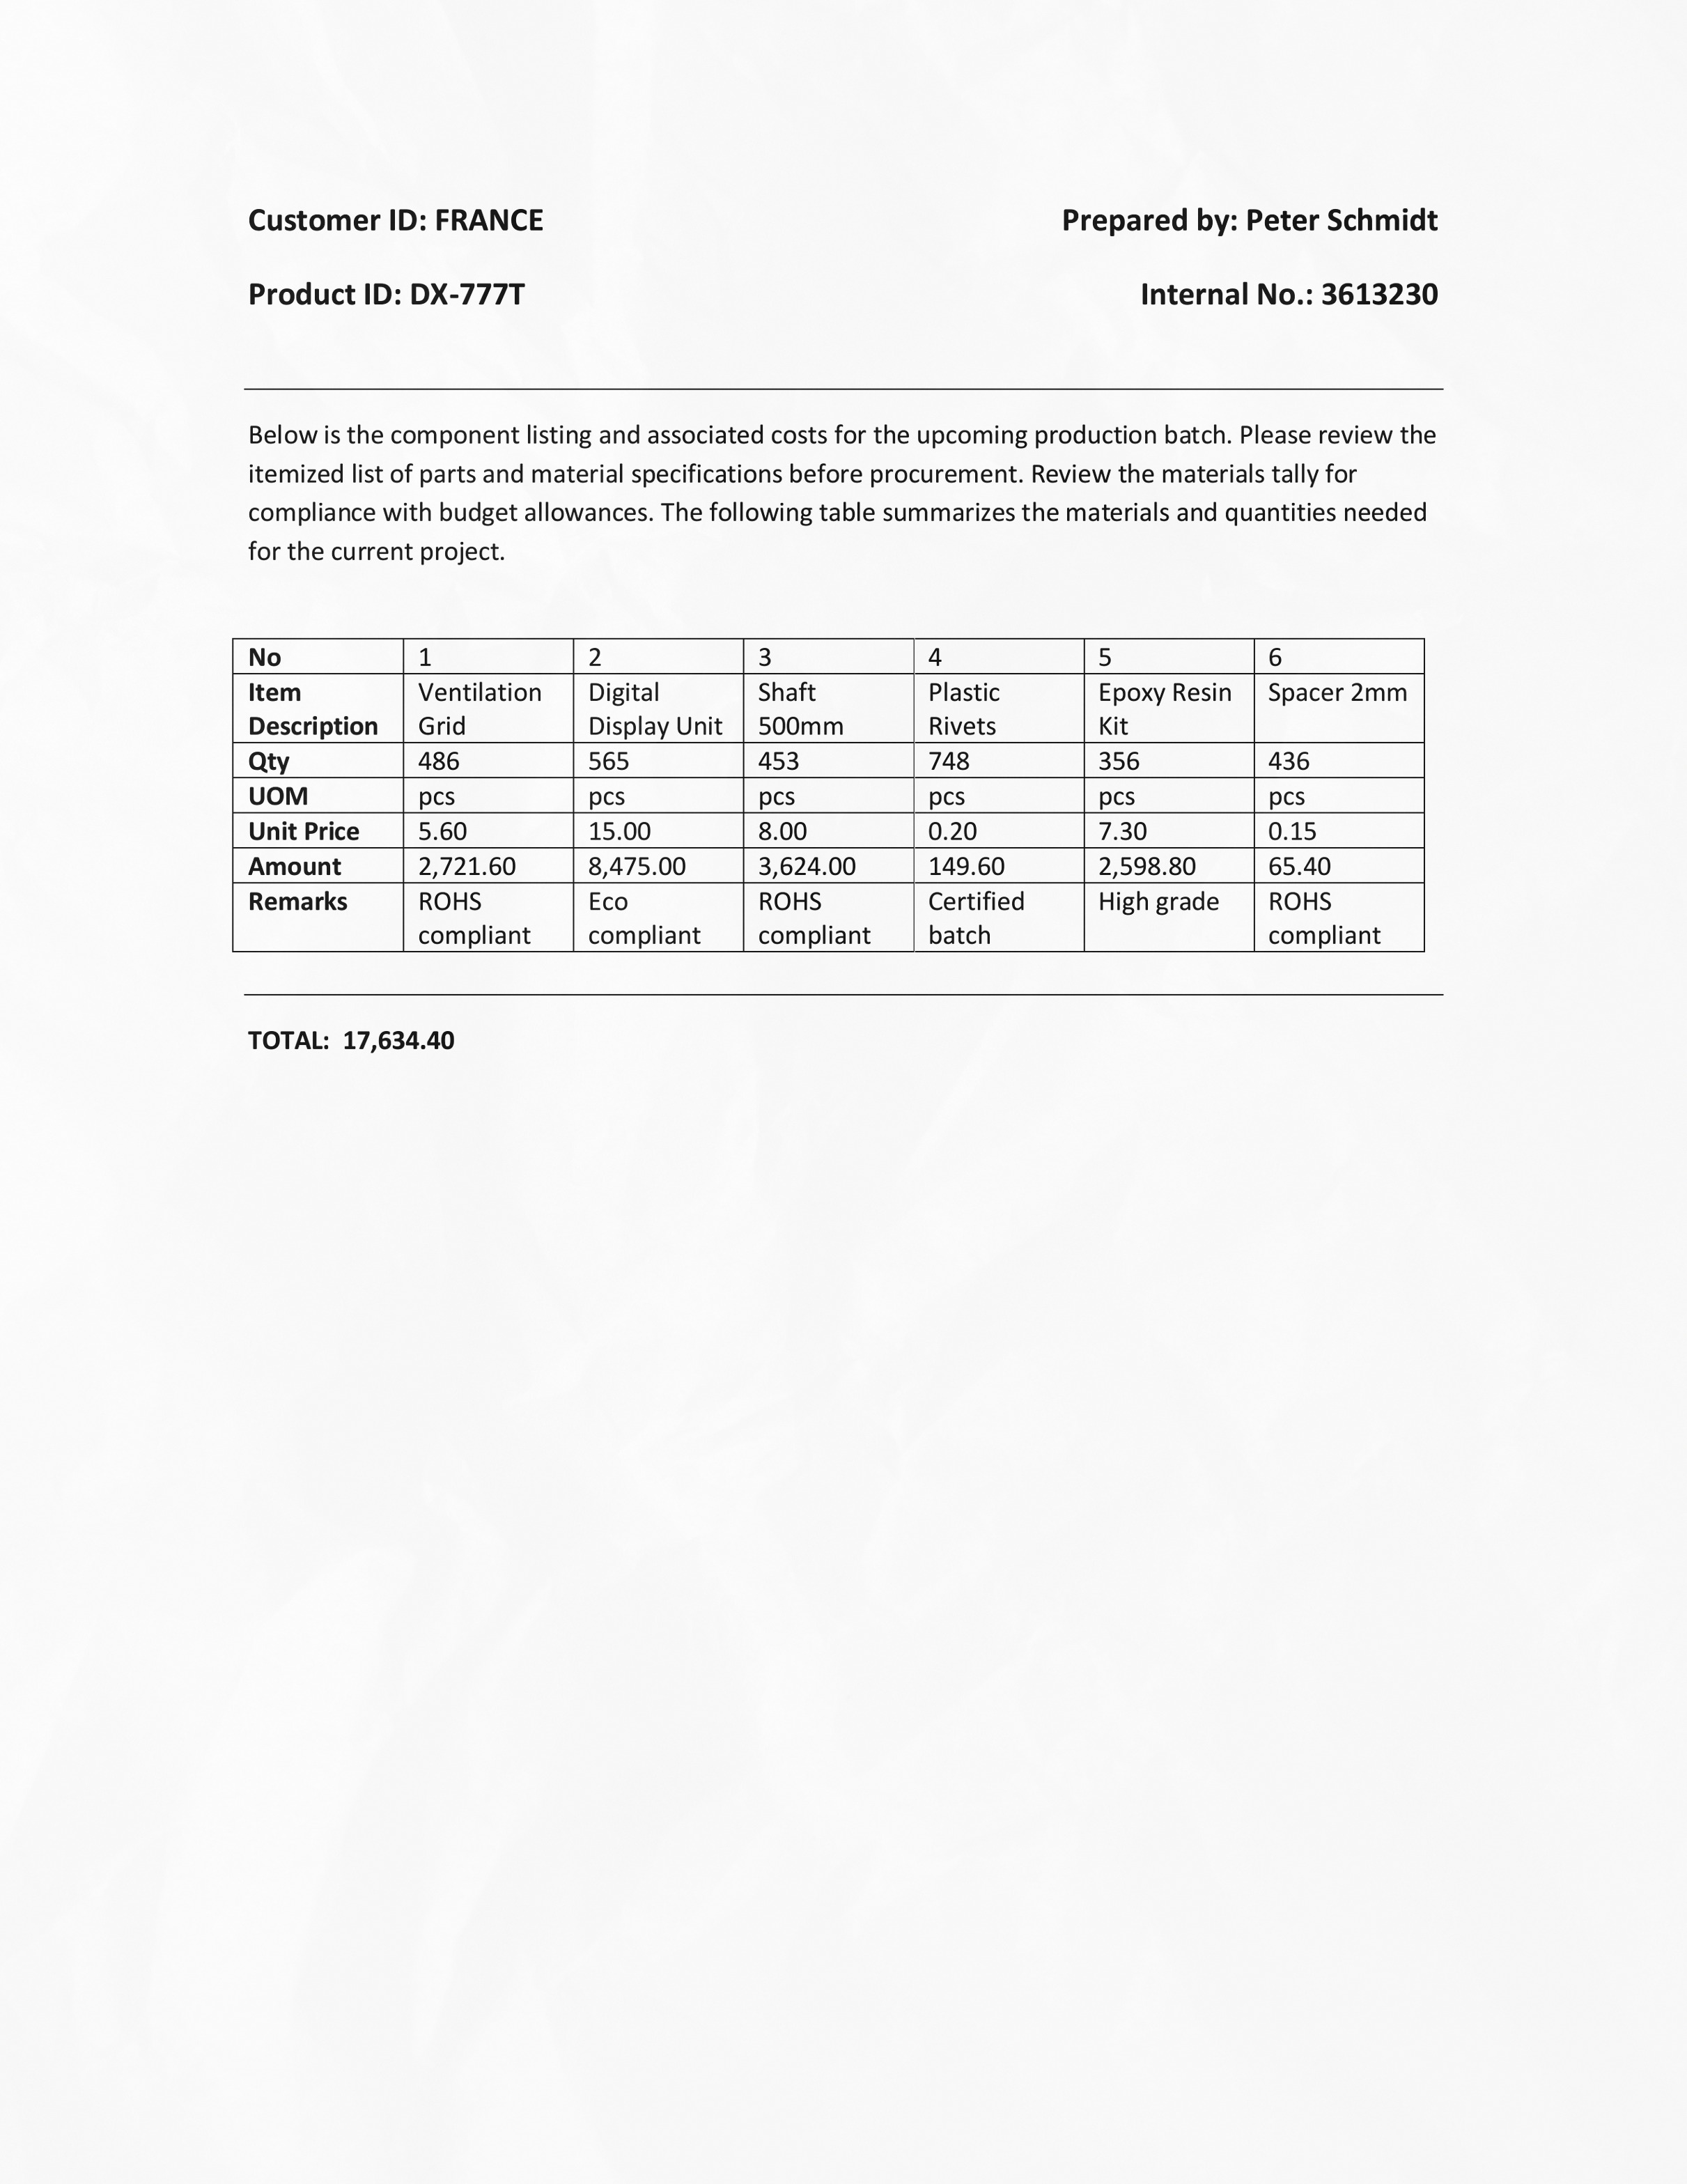 Customer ID: FRANCE Prepared by: Peter Schmidt
Product ID: DX-777T Internal No.: 3613230
Below is the component listing and associated costs for the upcoming production batch. Please review the
itemized list of parts and material specifications before procurement. Review the materials tally for
compliance with budget allowances. The following table summarizes the materials and quantities needed
for the current project.
No 1 2 3 4 5 6
Item Ventilation Digital Shaft Plastic Epoxy Resin Spacer 2mm
Description Grid Display Unit 500mm Rivets Kit
Qty 486 565 453 748 356 436
UOM pcs pcs pcs pcs pcs pcs
Unit Price 5.60 15.00 8.00 0.20 7.30 0.15
Amount 2,721.60 8,475.00 3,624.00 149.60 2,598.80 65.40
Remarks ROHS Eco ROHS Certified High grade ROHS
compliant compliant compliant batch compliant
TOTAL: 17,634.40